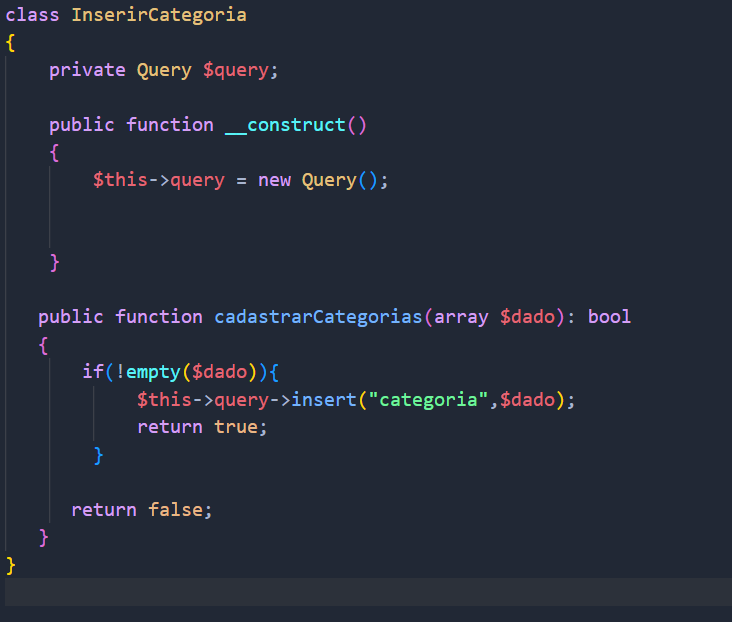 class InserirCategoria
{
private Query $query;
public function __construct()
{
$this->query = new Query();
}
public function cadastrarCategorias(array $dado): bool
{
if(!empty($dado)){
$this->query->insert("categoria",$dado);
return true;
}
return false;
}
}